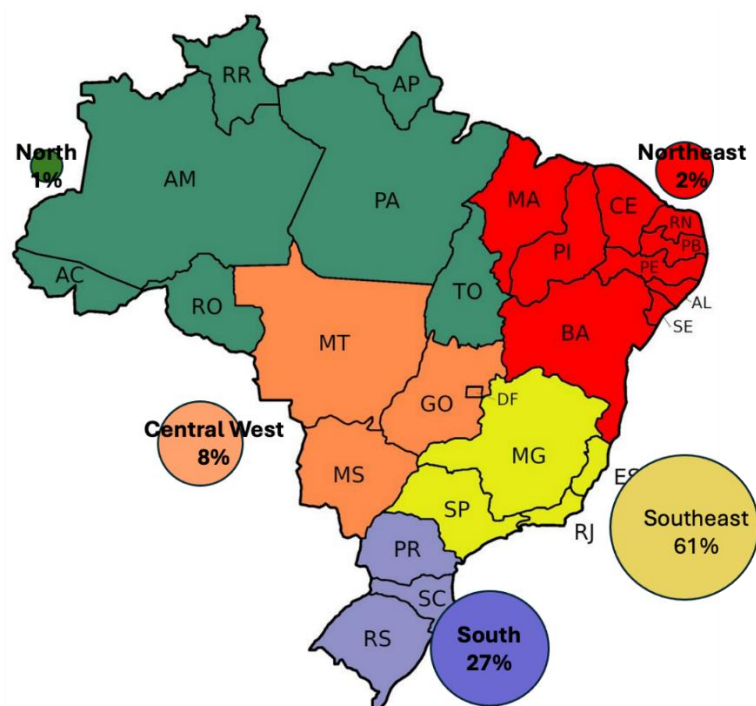 RR
AP
North
1%
Northeast
2%
AM
PA
MA
CE
RN
PI
PB
PE
AC
RO
TO
AL
SE
BA
MT
GO
DF
Central West
8%
MS
MG
ES
SP
RJ
Southeast
61%
PR
SC
RS
South
27%